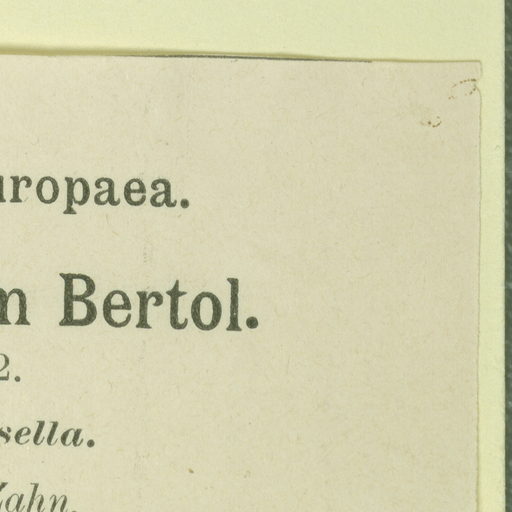 uropaea.
m Bertol.
2.
sella.
Zahn.